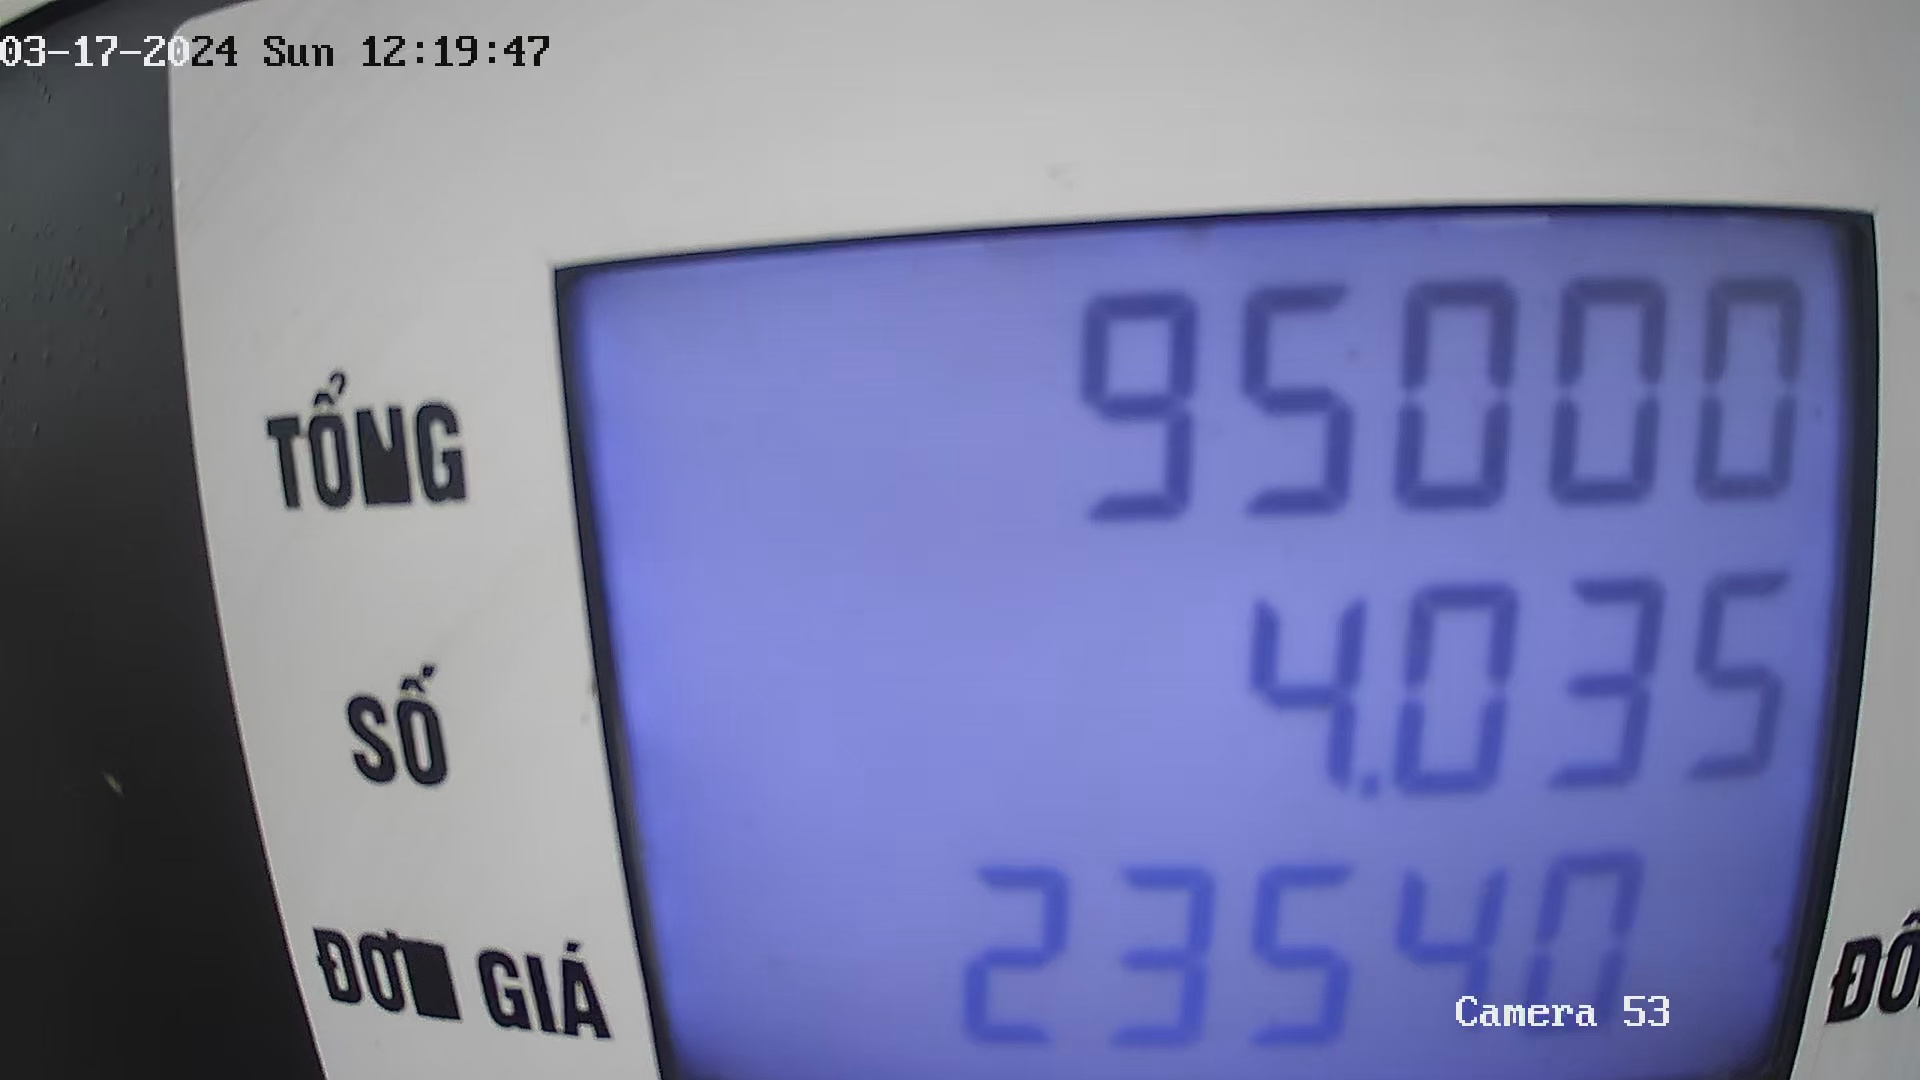 03-17-2024 Sun 12:19:47
TỔNG 95000
SỐ 4.035
ĐƠN GIÁ 23540
Camera 53